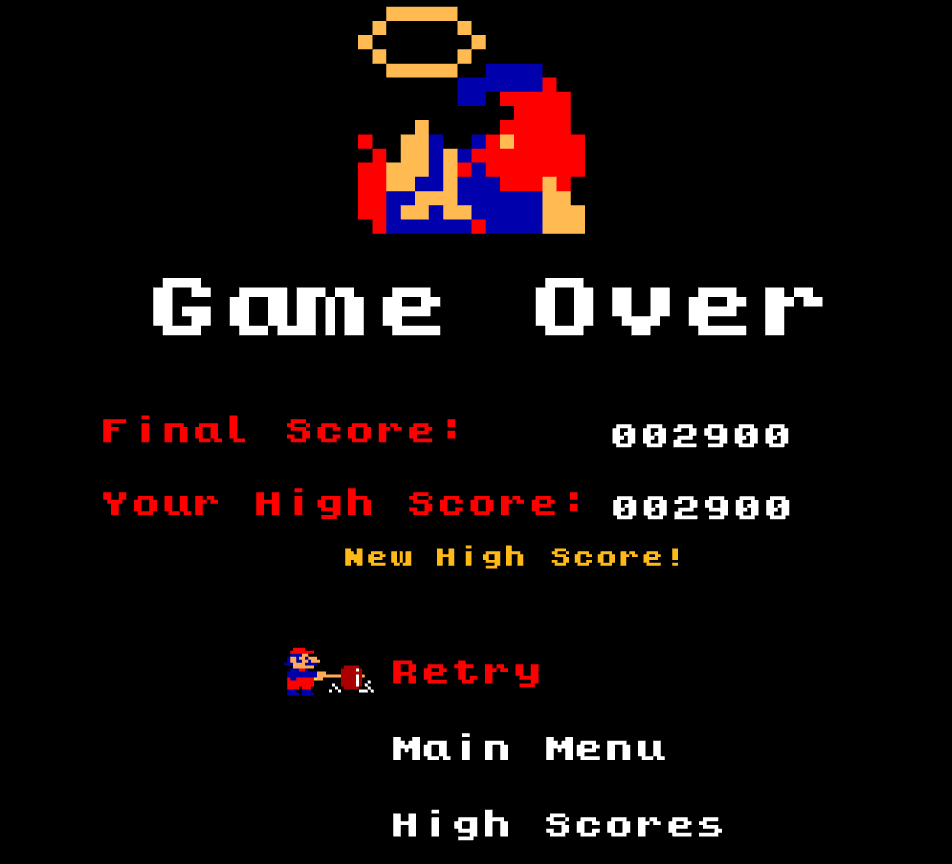 Game Over
Final Score: 002900
Your High Score: 002900
New High Score!
Retry
Main Menu
High Scores